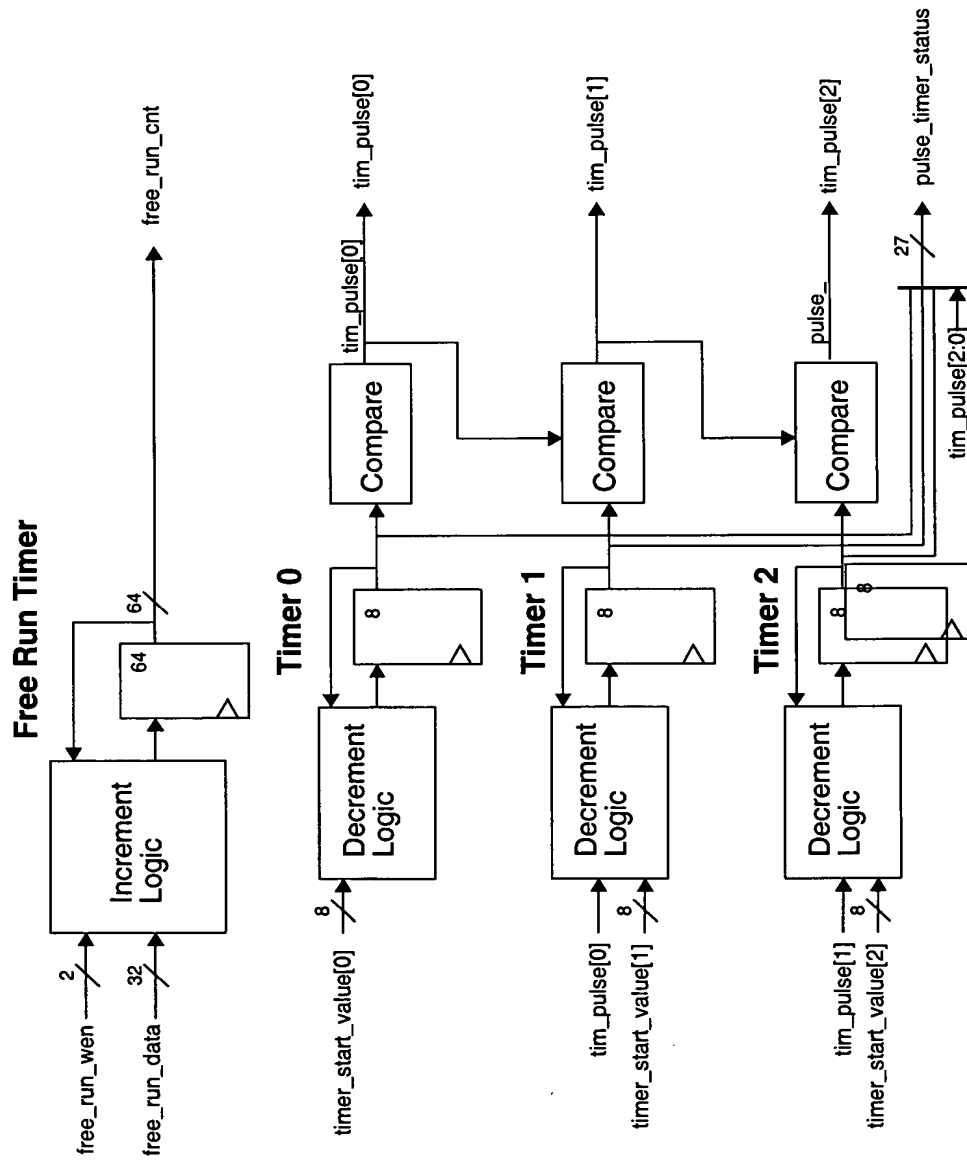 Free Run Timer
free_run_wen
2
free_run_data
32
Increment
Logic
64
64
free_run_cnt
Timer 0
timer_start_value[0]
8
Decrement
Logic
8
Compare
tim_pulse[0]
tim_pulse[0]
Timer 1
tim_pulse[0]
timer_start_value[1]
8
Decrement
Logic
8
Compare
tim_pulse[1]
Timer 2
tim_pulse[1]
timer_start_value[2]
8
Decrement
Logic
8
8
Compare
pulse_
tim_pulse[2]
27
pulse_timer_status
tim_pulse[2:0]